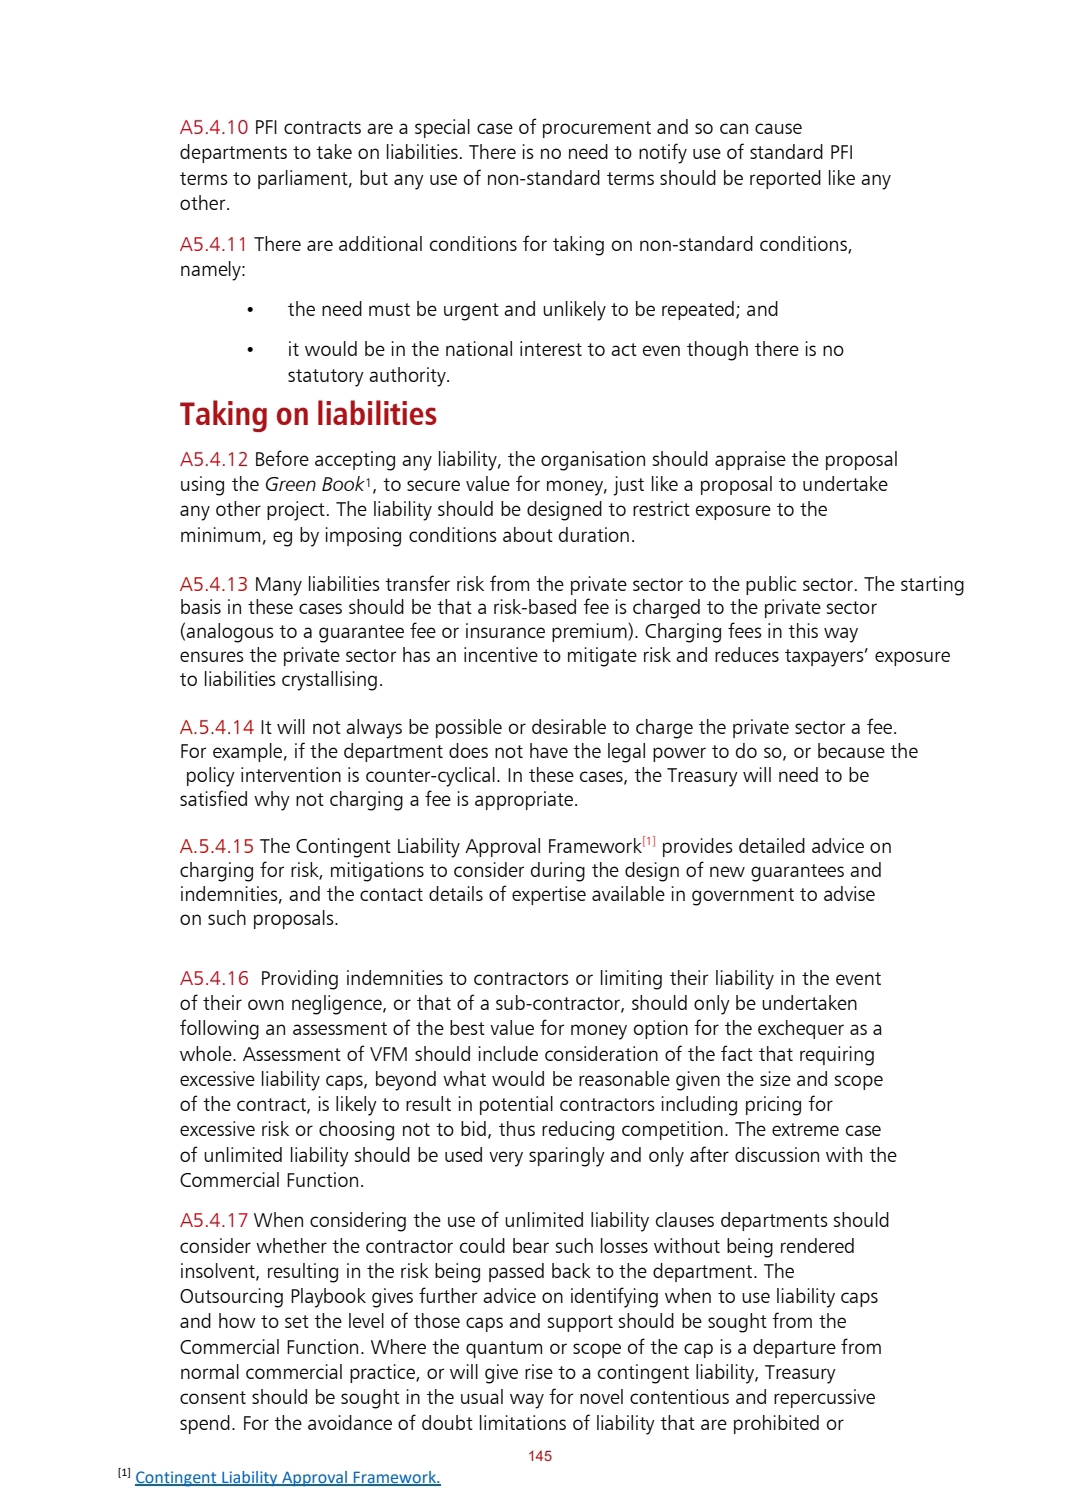 A5.4.10 PFI contracts are a special case of procurement and so can cause
departments to take on liabilities. There is no need to notify use of standard PFI
terms to parliament, but any use of non-standard terms should be reported like any
other.
A5.4.11 There are additional conditions for taking on non-standard conditions,
namely:
• the need must be urgent and unlikely to be repeated; and
• it would be in the national interest to act even though there is no
statutory authority.
Taking on liabilities
A5.4.12 Before accepting any liability, the organisation should appraise the proposal
using the Green Book1, to secure value for money, just like a proposal to undertake
any other project. The liability should be designed to restrict exposure to the
minimum, eg by imposing conditions about duration.
A5.4.13 Many liabilities transfer risk from the private sector to the public sector. The starting
basis in these cases should be that a risk-based fee is charged to the private sector
(analogous to a guarantee fee or insurance premium). Charging fees in this way
ensures the private sector has an incentive to mitigate risk and reduces taxpayers’ exposure
to liabilities crystallising.
A.5.4.14 It will not always be possible or desirable to charge the private sector a fee.
For example, if the department does not have the legal power to do so, or because the
policy intervention is counter-cyclical. In these cases, the Treasury will need to be
satisfied why not charging a fee is appropriate.
A.5.4.15 The Contingent Liability Approval Framework[1] provides detailed advice on
charging for risk, mitigations to consider during the design of new guarantees and
indemnities, and the contact details of expertise available in government to advise
on such proposals.
A5.4.16 Providing indemnities to contractors or limiting their liability in the event
of their own negligence, or that of a sub-contractor, should only be undertaken
following an assessment of the best value for money option for the exchequer as a
whole. Assessment of VFM should include consideration of the fact that requiring
excessive liability caps, beyond what would be reasonable given the size and scope
of the contract, is likely to result in potential contractors including pricing for
excessive risk or choosing not to bid, thus reducing competition. The extreme case
of unlimited liability should be used very sparingly and only after discussion with the
Commercial Function.
A5.4.17 When considering the use of unlimited liability clauses departments should
consider whether the contractor could bear such losses without being rendered
insolvent, resulting in the risk being passed back to the department. The
Outsourcing Playbook gives further advice on identifying when to use liability caps
and how to set the level of those caps and support should be sought from the
Commercial Function. Where the quantum or scope of the cap is a departure from
normal commercial practice, or will give rise to a contingent liability, Treasury
consent should be sought in the usual way for novel contentious and repercussive
spend. For the avoidance of doubt limitations of liability that are prohibited or
145
[1] Contingent Liability Approval Framework.